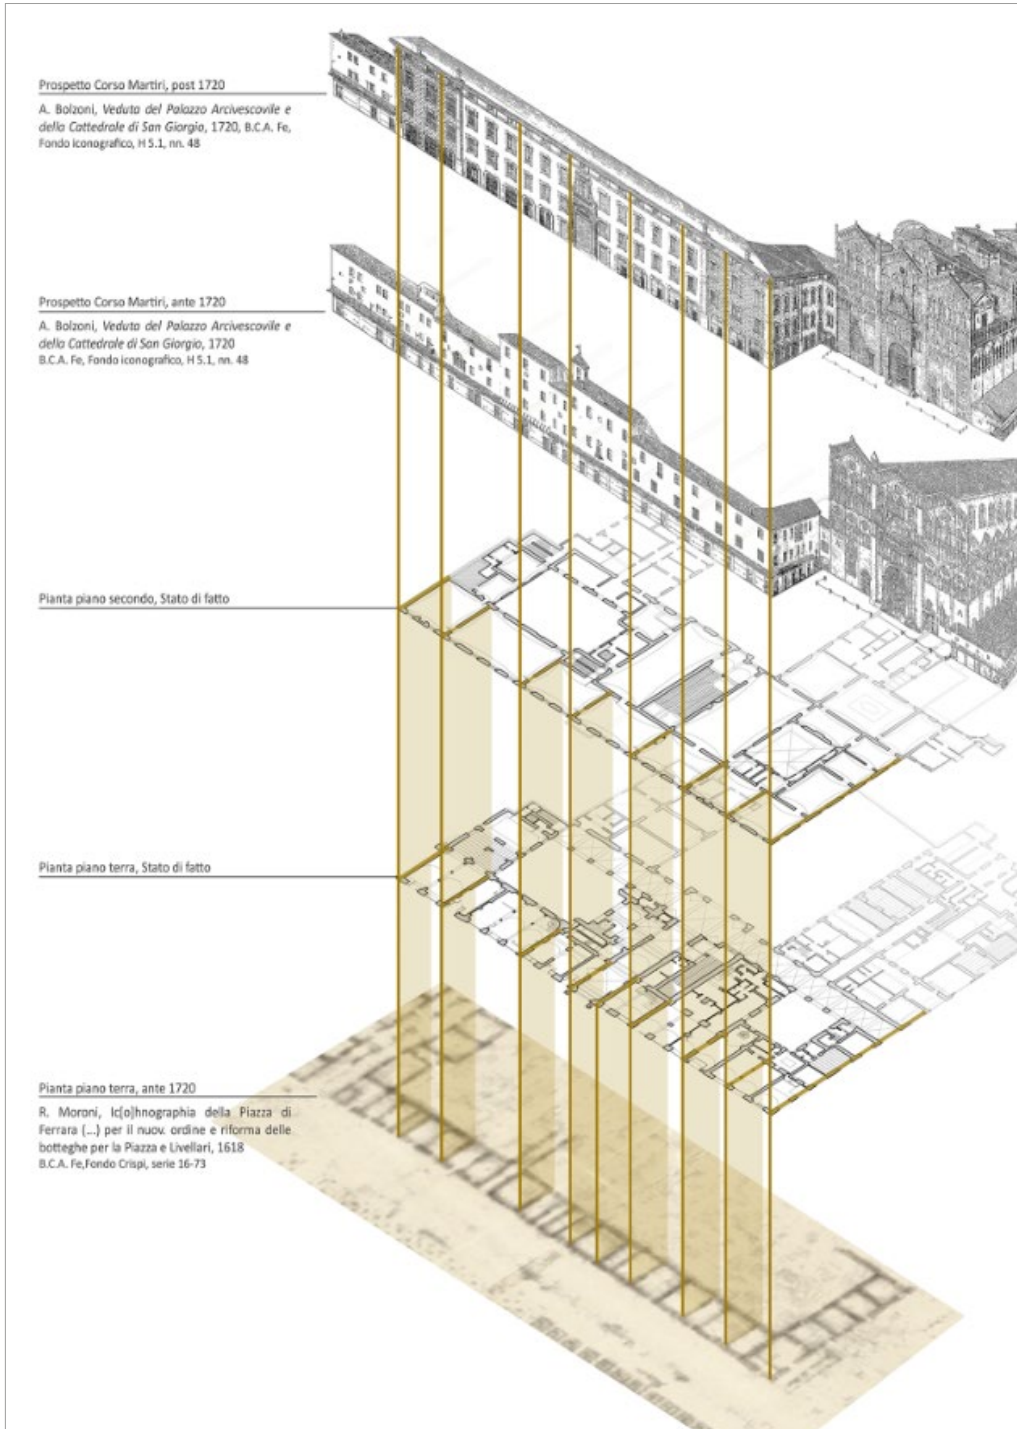 Prospetto Corso Martiri, post 1720
A. Bolzoni, Veduta del Palazzo Arcivescovile e
della Cattedrale di San Giorgio, 1720, B.C.A. Fe,
Fondo iconografico, H 5.1, nn. 48
Prospetto Corso Martiri, ante 1720
A. Bolzoni, Veduta del Palazzo Arcivescovile e
della Cattedrale di San Giorgio, 1720
B.C.A. Fe, Fondo iconografico, H 5.1, nn. 48
Pianta piano secondo, Stato di fatto
Pianta piano terra, Stato di fatto
Pianta piano terra, ante 1720
R. Moroni, Ic[o]hnographia della Piazza di
Ferrara (...) per il nuov. ordine e riforma delle
botteghe per la Piazza e Livellari, 1618
B.C.A. Fe,Fondo Crispi, serie 16-73